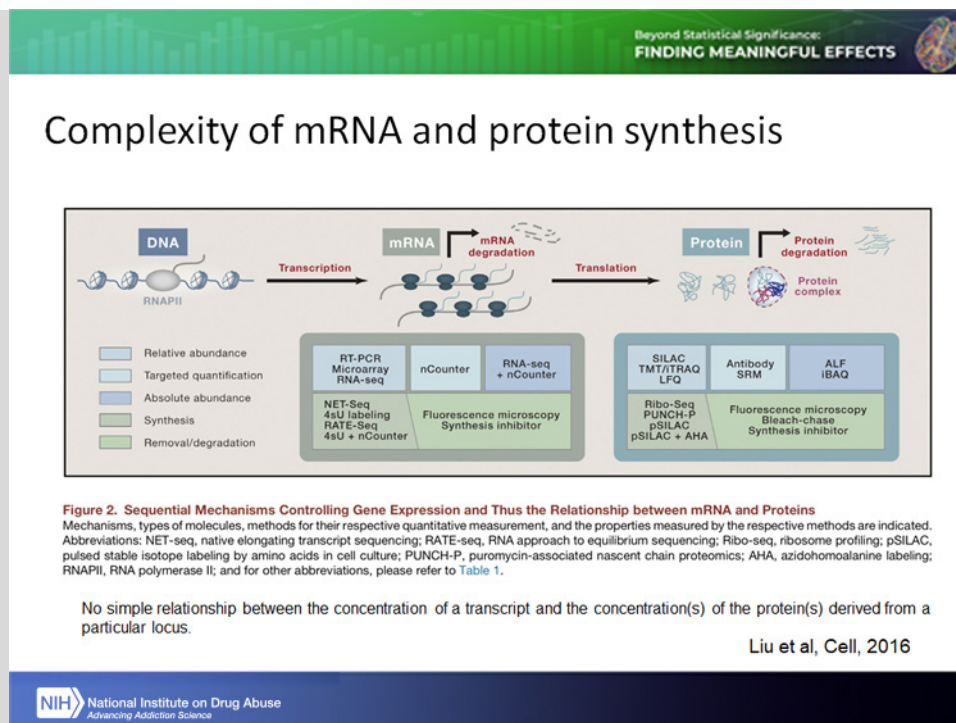 Beyond Statistical Significance:
FINDING MEANINGFUL EFFECTS
Complexity of mRNA and protein synthesis
DNA
RNAPII
Transcription
mRNA
mRNA
degradation
Translation
Protein
Protein
degradation
Protein
complex
Relative abundance
Targeted quantification
Absolute abundance
Synthesis
Removal/degradation
RT-PCR
Microarray
RNA-seq
nCounter
RNA-seq
+ nCounter
NET-Seq
4sU labeling
RATE-Seq
4sU + nCounter
Fluorescence microscopy
Synthesis inhibitor
SILAC
TMT/iTRAQ
LFQ
Antibody
SRM
ALF
iBAQ
Ribo-Seq
PUNCH-P
pSILAC
pSILAC + AHA
Fluorescence microscopy
Bleach-chase
Synthesis inhibitor
Figure 2. Sequential Mechanisms Controlling Gene Expression and Thus the Relationship between mRNA and Proteins
Mechanisms, types of molecules, methods for their respective quantitative measurement, and the properties measured by the respective methods are indicated.
Abbreviations: NET-seq, native elongating transcript sequencing; RATE-seq, RNA approach to equilibrium sequencing; Ribo-seq, ribosome profiling; pSILAC,
pulsed stable isotope labeling by amino acids in cell culture; PUNCH-P, puromycin-associated nascent chain proteomics; AHA, azidohomoalanine labeling;
RNAPII, RNA polymerase II; and for other abbreviations, please refer to Table 1.
No simple relationship between the concentration of a transcript and the concentration(s) of the protein(s) derived from a
particular locus.
Liu et al, Cell, 2016
NIH National Institute on Drug Abuse
Advancing Addiction Science